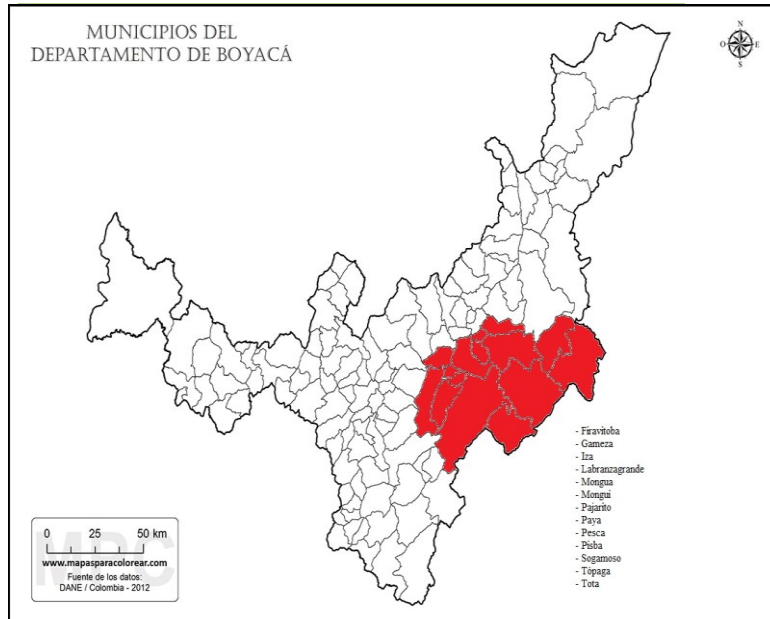 MUNICIPIOS DEL
DEPARTAMENTO DE BOYACÁ
N
O
E
S
- Firavitoba
- Gameza
- Iza
- Labranzagrande
- Mongua
- Mongui
- Pajarito
- Paya
- Pesca
- Pisba
- Sogamoso
- Tópaga
- Tota
0 25 50 km
MPC
www.mapasparacolorear.com
Fuente de los datos:
DANE / Colombia - 2012